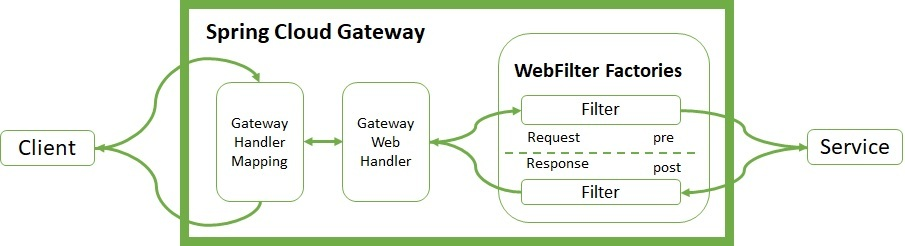 Spring Cloud Gateway
Client
Gateway
Handler
Mapping
Gateway
Web
Handler
WebFilter Factories
Filter
Request pre
Response post
Filter
Service